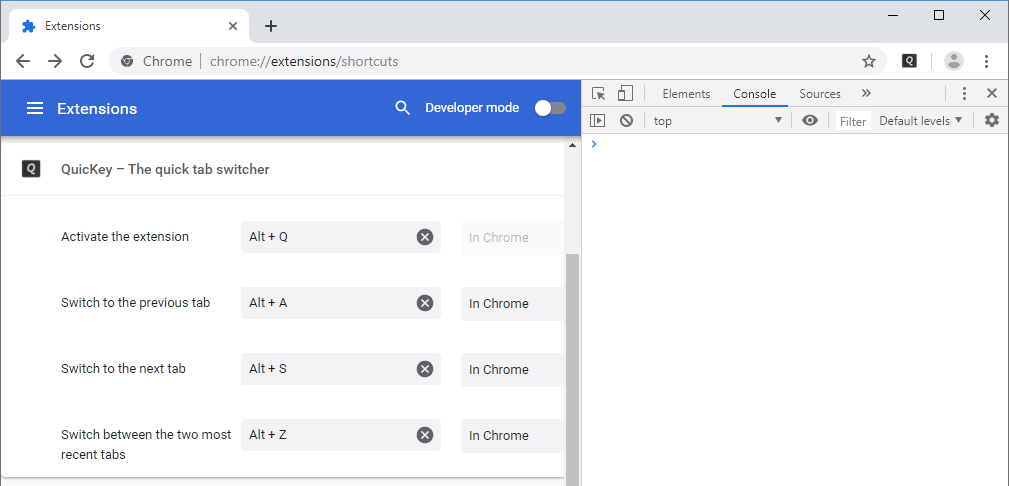 Extensions
Chrome | chrome://extensions/shortcuts
Q
Extensions
Developer mode
Elements
Console
Sources
top
Filter
Default levels
Q
QuicKey – The quick tab switcher
Activate the extension
Alt + Q
In Chrome
Switch to the previous tab
Alt + A
In Chrome
Switch to the next tab
Alt + S
In Chrome
Switch between the two most
recent tabs
Alt + Z
In Chrome